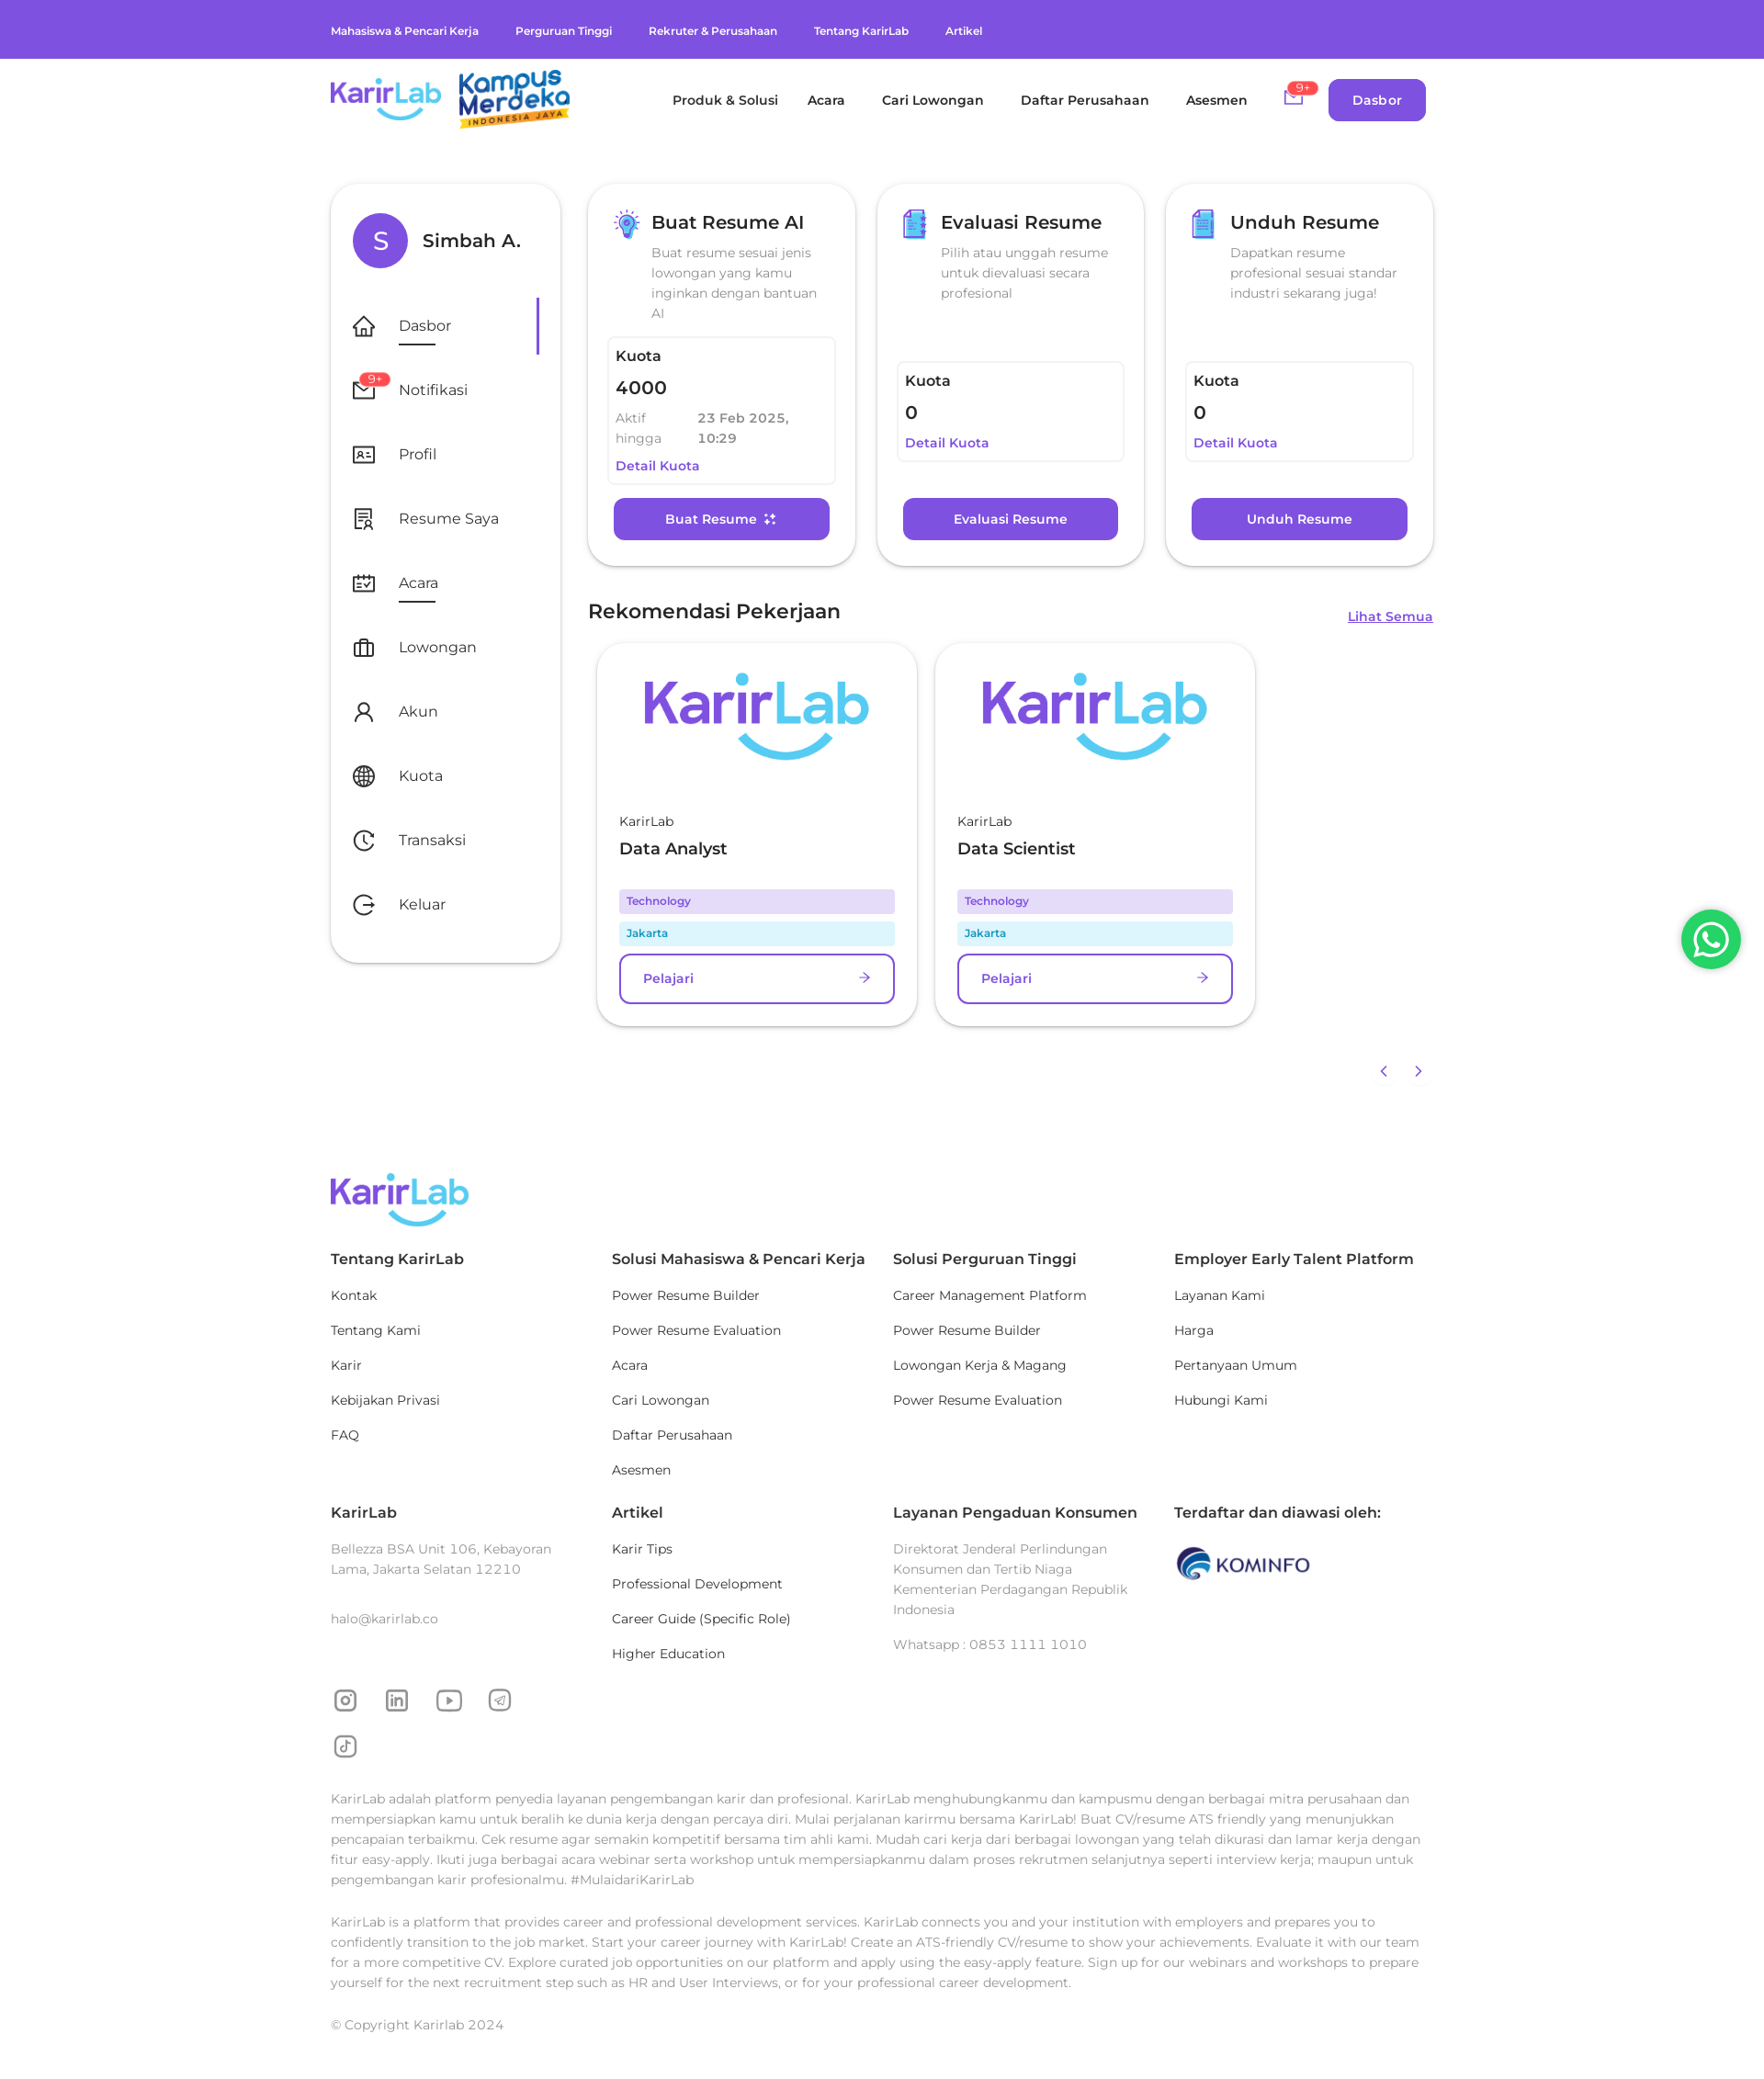 Mahasiswa & Pencari Kerja
Perguruan Tinggi
Rekruter & Perusahaan
Tentang KarirLab
Artikel
KarirLab
Kampus
Merdeka
INDONESIA JAYA
Produk & Solusi
Acara
Cari Lowongan
Daftar Perusahaan
Asesmen
9+
Dasbor
S
Simbah A.
Dasbor
9+
Notifikasi
Profil
Resume Saya
Acara
Lowongan
Akun
Kuota
Transaksi
Keluar
Buat Resume AI
Buat resume sesuai jenis
lowongan yang kamu
inginkan dengan bantuan
AI
Kuota
4000
Aktif
hingga
23 Feb 2025,
10:29
Detail Kuota
Buat Resume
Evaluasi Resume
Pilih atau unggah resume
untuk dievaluasi secara
profesional
Kuota
0
Detail Kuota
Evaluasi Resume
Unduh Resume
Dapatkan resume
profesional sesuai standar
industri sekarang juga!
Kuota
0
Detail Kuota
Unduh Resume
Rekomendasi Pekerjaan
Lihat Semua
KarirLab
KarirLab
Data Analyst
Technology
Jakarta
Pelajari
KarirLab
KarirLab
Data Scientist
Technology
Jakarta
Pelajari
KarirLab
Tentang KarirLab
Kontak
Tentang Kami
Karir
Kebijakan Privasi
FAQ
Solusi Mahasiswa & Pencari Kerja
Power Resume Builder
Power Resume Evaluation
Acara
Cari Lowongan
Daftar Perusahaan
Asesmen
Solusi Perguruan Tinggi
Career Management Platform
Power Resume Builder
Lowongan Kerja & Magang
Power Resume Evaluation
Employer Early Talent Platform
Layanan Kami
Harga
Pertanyaan Umum
Hubungi Kami
KarirLab
Bellezza BSA Unit 106, Kebayoran
Lama, Jakarta Selatan 12210
halo@karirlab.co
Artikel
Karir Tips
Professional Development
Career Guide (Specific Role)
Higher Education
Layanan Pengaduan Konsumen
Direktorat Jenderal Perlindungan
Konsumen dan Tertib Niaga
Kementerian Perdagangan Republik
Indonesia
Whatsapp : 0853 1111 1010
Terdaftar dan diawasi oleh:
KOMINFO
KarirLab adalah platform penyedia layanan pengembangan karir dan profesional. KarirLab menghubungkanmu dan kampusmu dengan berbagai mitra perusahaan dan
mempersiapkan kamu untuk beralih ke dunia kerja dengan percaya diri. Mulai perjalanan karirmu bersama KarirLab! Buat CV/resume ATS friendly yang menunjukkan
pencapaian terbaikmu. Cek resume agar semakin kompetitif bersama tim ahli kami. Mudah cari kerja dari berbagai lowongan yang telah dikurasi dan lamar kerja dengan
fitur easy-apply. Ikuti juga berbagai acara webinar serta workshop untuk mempersiapkanmu dalam proses rekrutmen selanjutnya seperti interview kerja; maupun untuk
pengembangan karir profesionalmu. #MulaidariKarirLab
KarirLab is a platform that provides career and professional development services. KarirLab connects you and your institution with employers and prepares you to
confidently transition to the job market. Start your career journey with KarirLab! Create an ATS-friendly CV/resume to show your achievements. Evaluate it with our team
for a more competitive CV. Explore curated job opportunities on our platform and apply using the easy-apply feature. Sign up for our webinars and workshops to prepare
yourself for the next recruitment step such as HR and User Interviews, or for your professional career development.
© Copyright Karirlab 2024